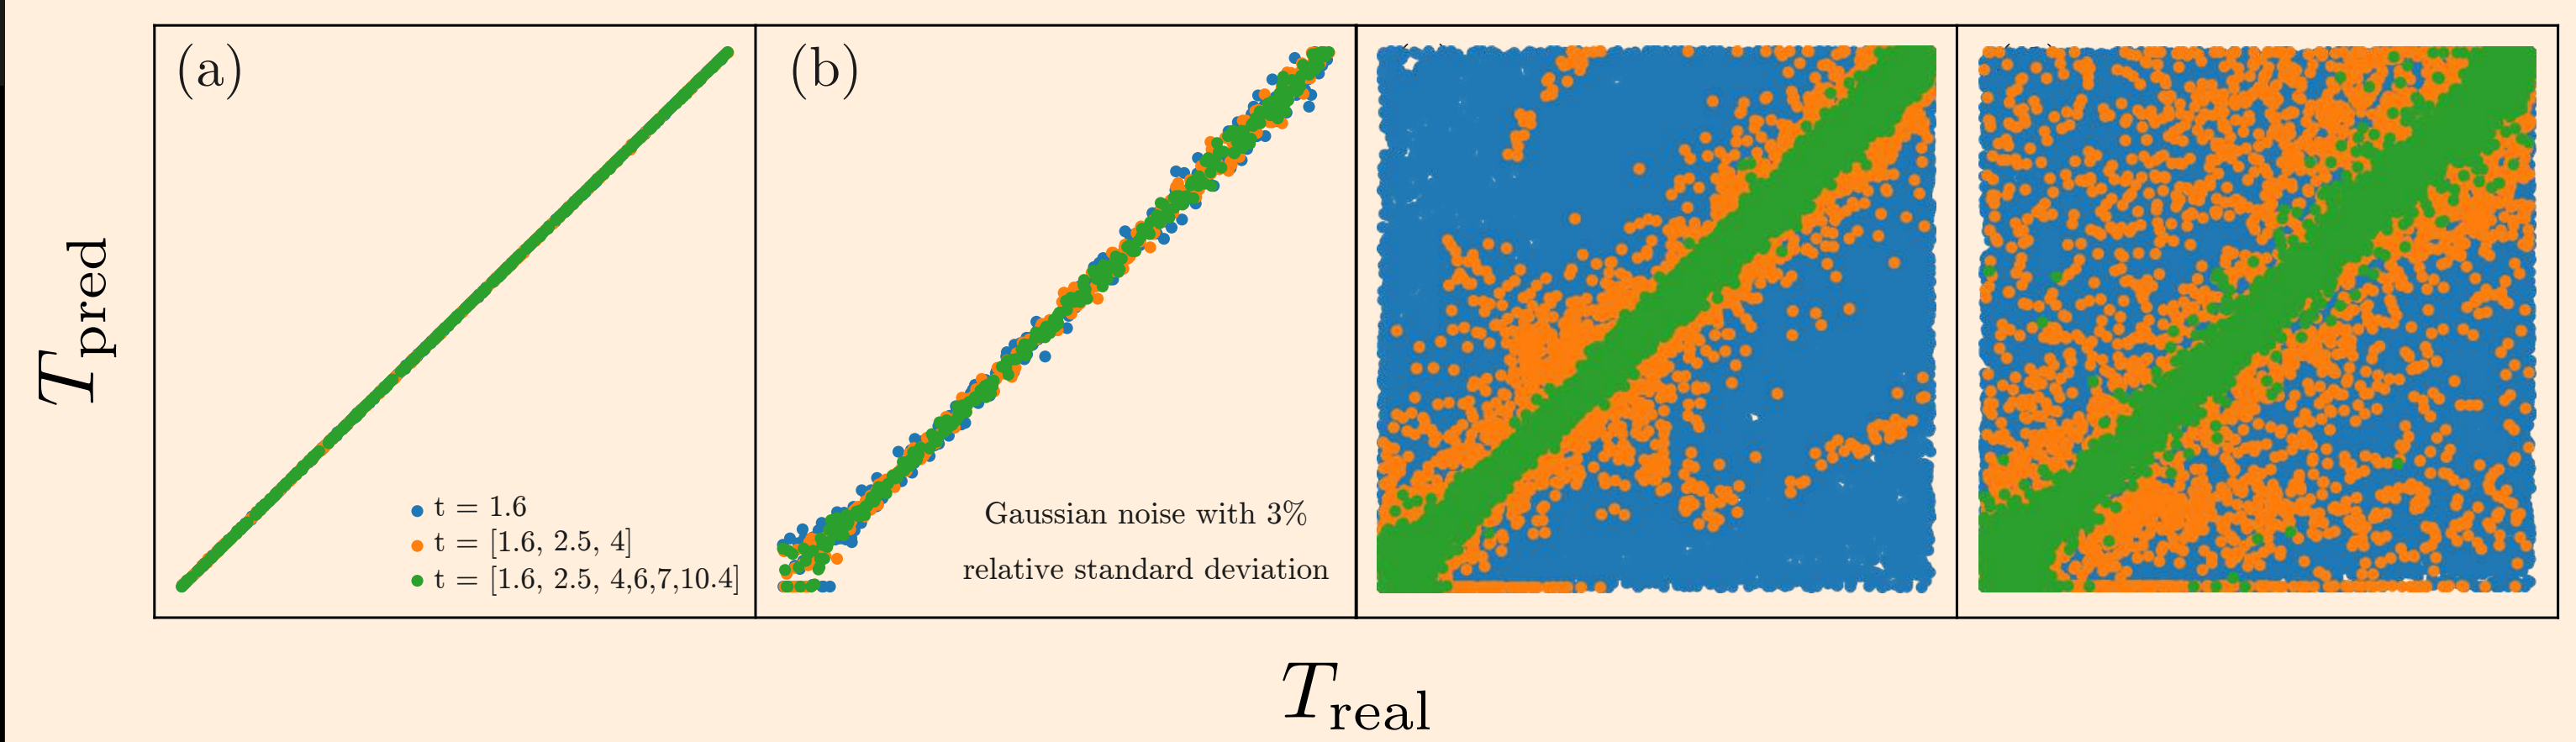 (a)
(b)
T_pred
t = 1.6
t = [1.6, 2.5, 4]
t = [1.6, 2.5, 4,6,7,10.4]
Gaussian noise with 3%
relative standard deviation
T_real